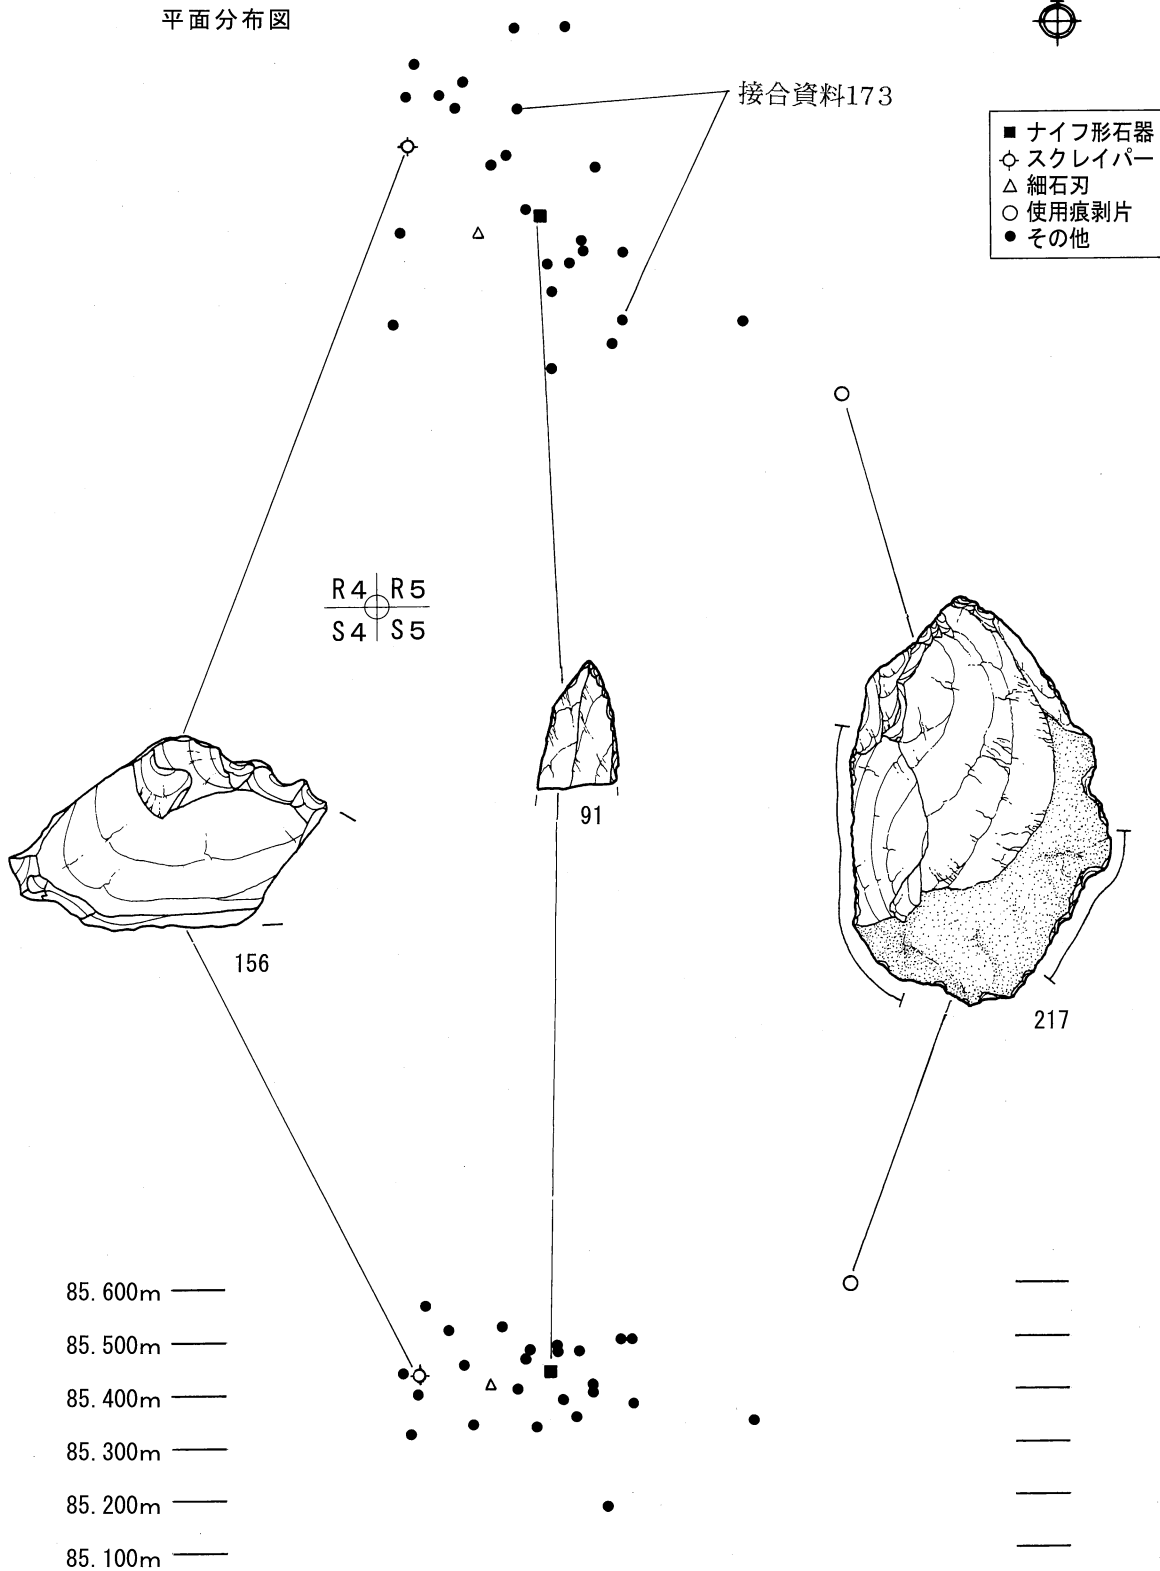 平面分布図
接合資料173
■ ナイフ形石器
スクレイパー
△ 細石刃
○ 使用痕剥片
● その他
R4 R5
S4 S5
91
156
217
85.600m
85.500m
85.400m
85.300m
85.200m
85.100m